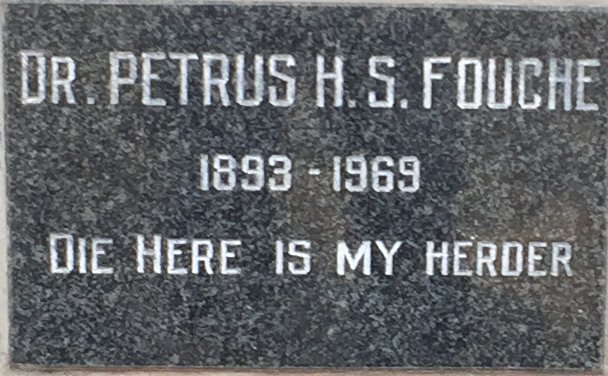 DR. PETRUS H.S. FOUCHE
1893 - 1969
DIE HERE IS MY HERDER